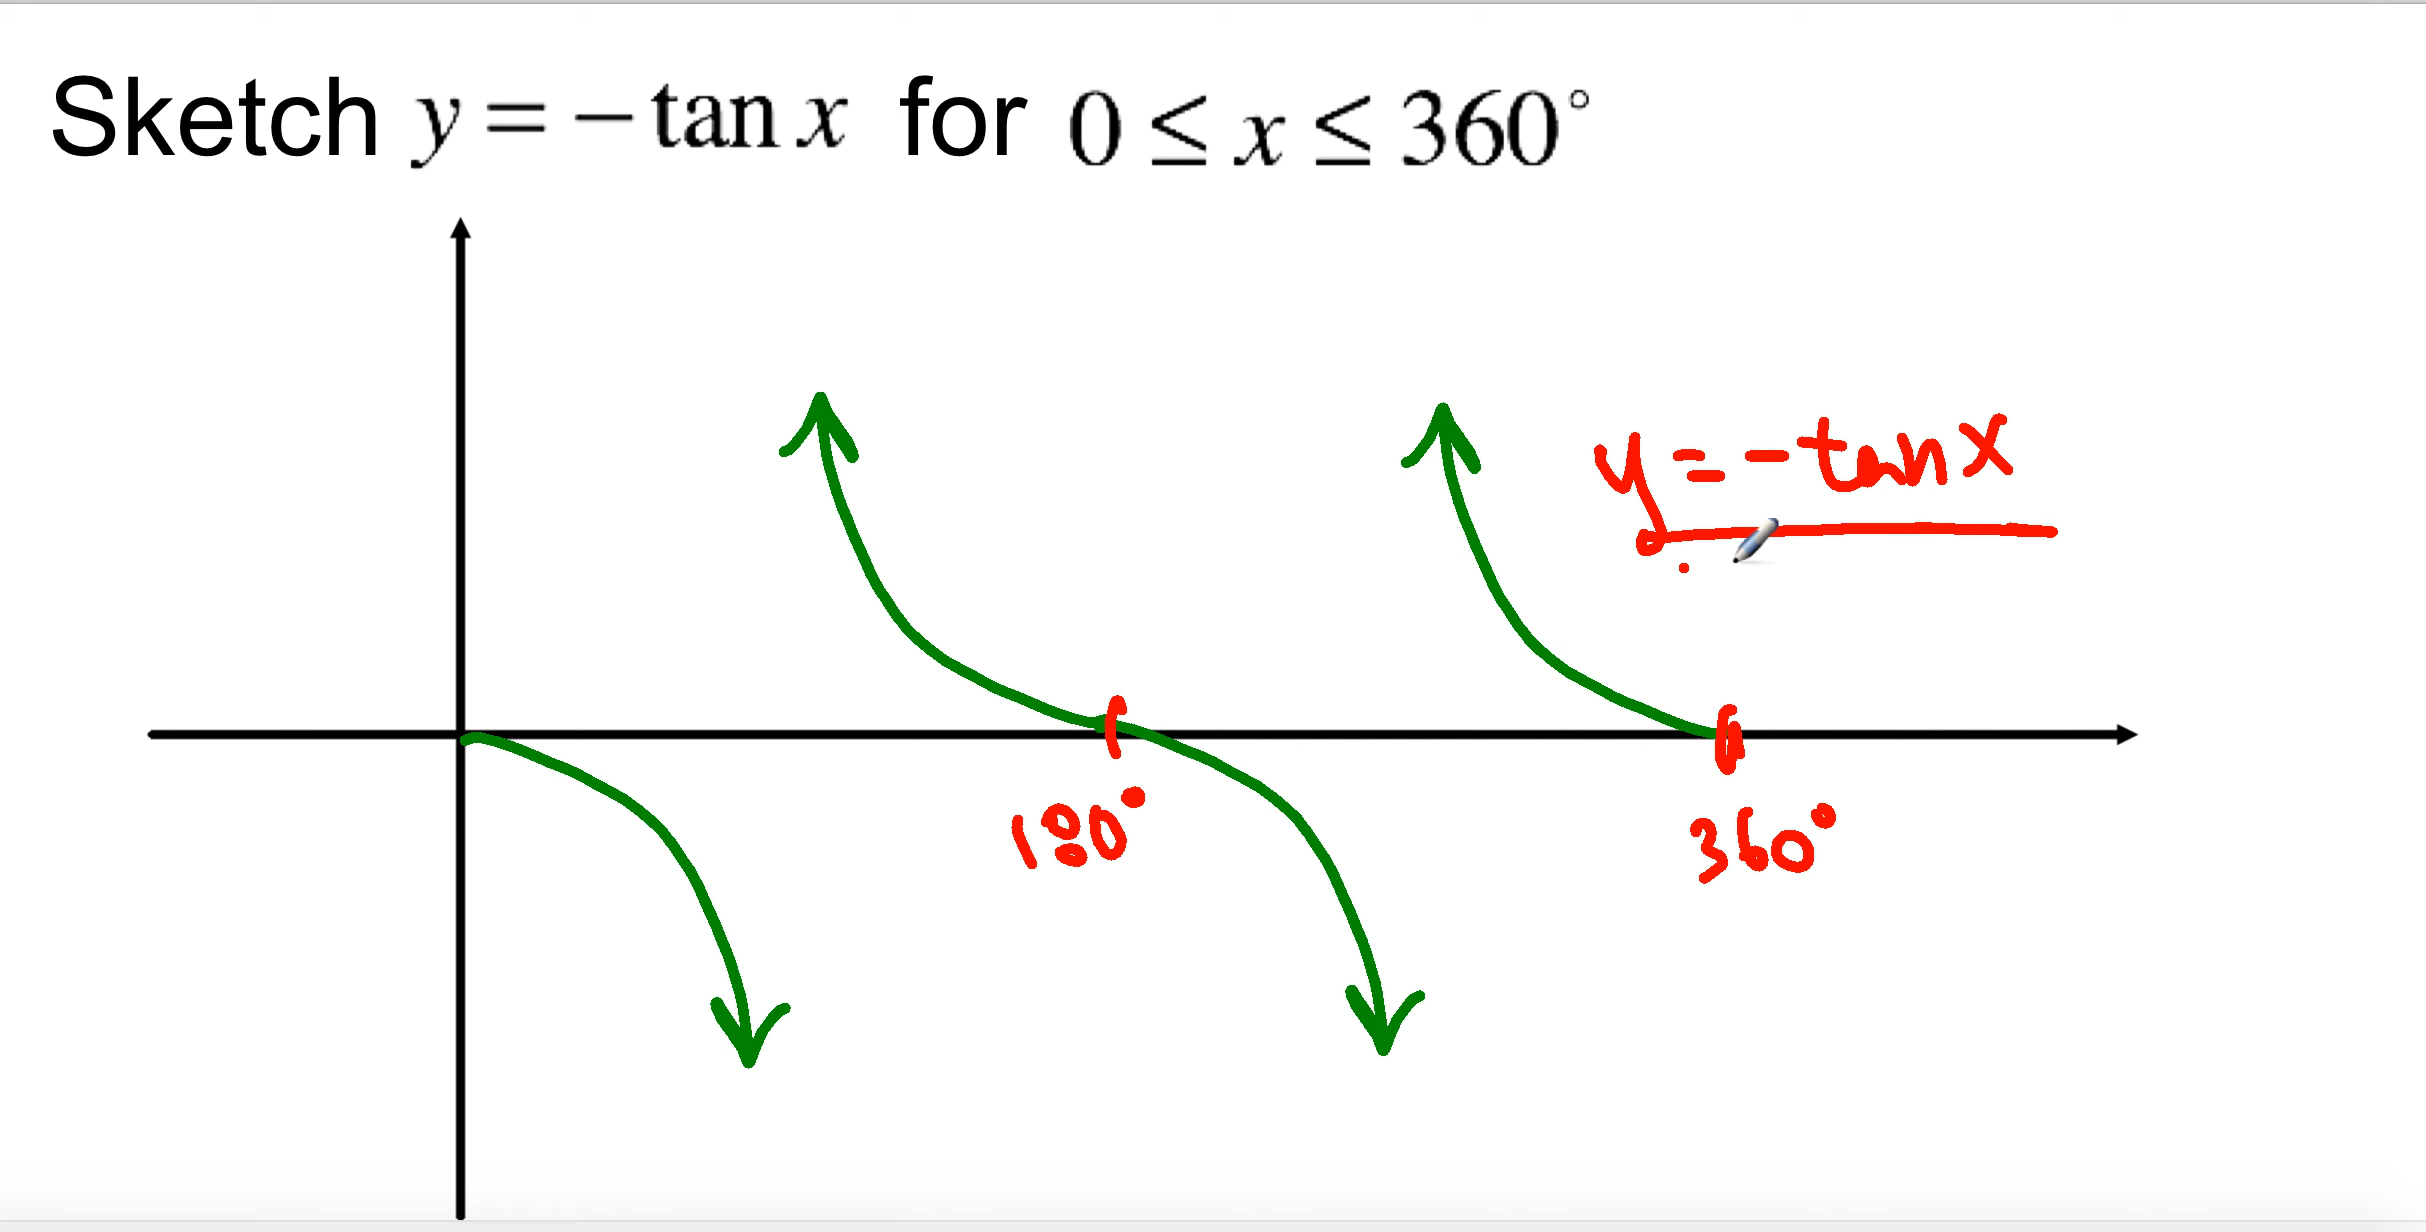 Sketch y = − tan x for 0 ≤ x ≤ 360°
y = - tan x
180°
360°